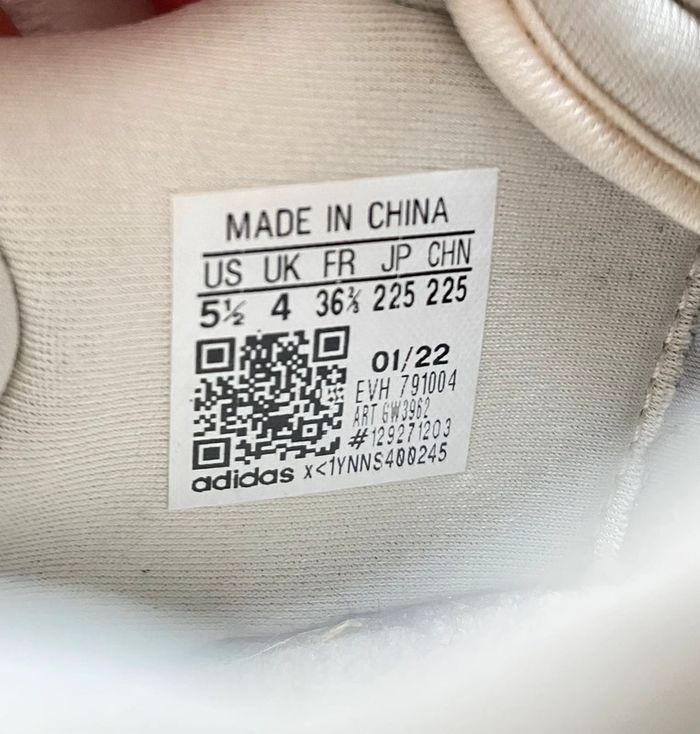 MADE IN CHINA
US UK FR JP CHN
5½ 4 36⅔ 225 225
01/22
EVH 791004
ART GW3962
#129271203
adidas x<1YNNS400245